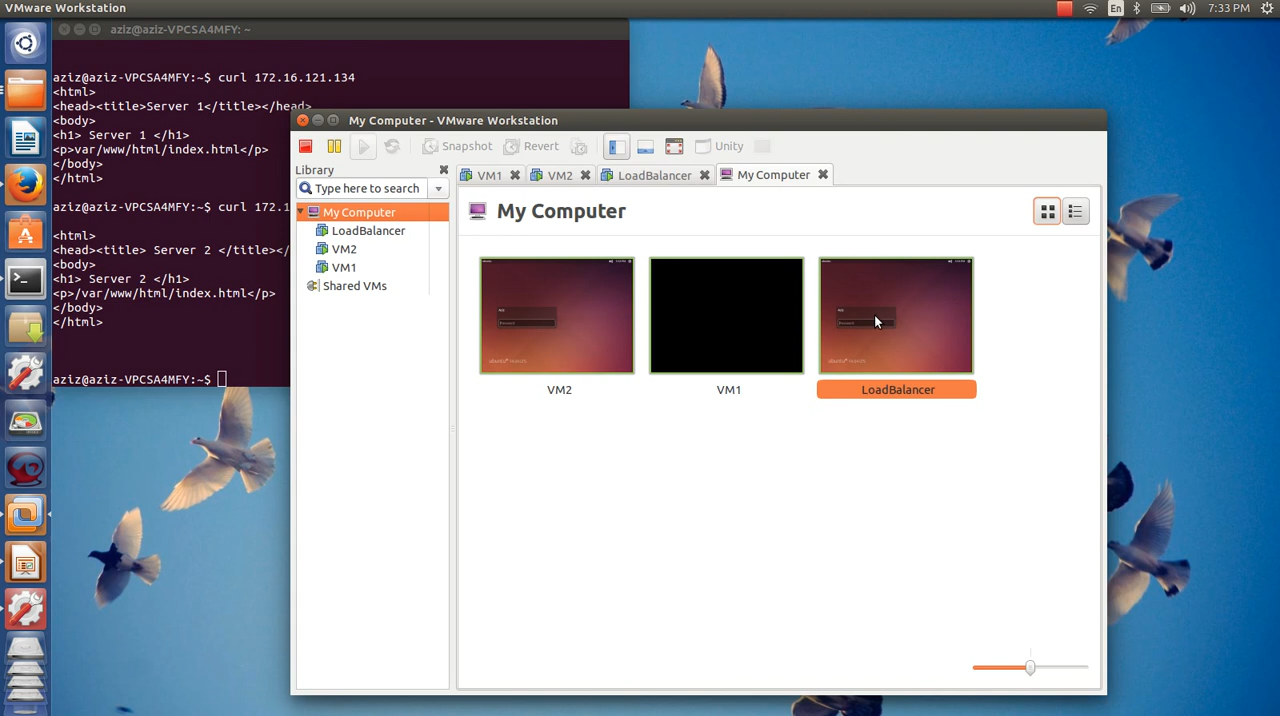 VMware Workstation
En
7:33 PM
aziz@aziz-VPCSA4MFY: ~
aziz@aziz-VPCSA4MFY:~$ curl 172.16.121.134
<html>
<head><title>Server 1</title></head>
<body>
<h1> Server 1 </h1>
<p>var/www/html/index.html</p>
</body>
</html>
aziz@aziz-VPCSA4MFY:~$ curl 172.1
<html>
<head><title> Server 2 </title></
<body>
<h1> Server 2 </h1>
<p>/var/www/html/index.html</p>
</body>
</html>
aziz@aziz-VPCSA4MFY:~$
My Computer - VMware Workstation
Snapshot
Revert
Unity
Library
Type here to search
My Computer
LoadBalancer
VM2
VM1
Shared VMs
VM1
VM2
LoadBalancer
My Computer
My Computer
VM2
VM1
LoadBalancer